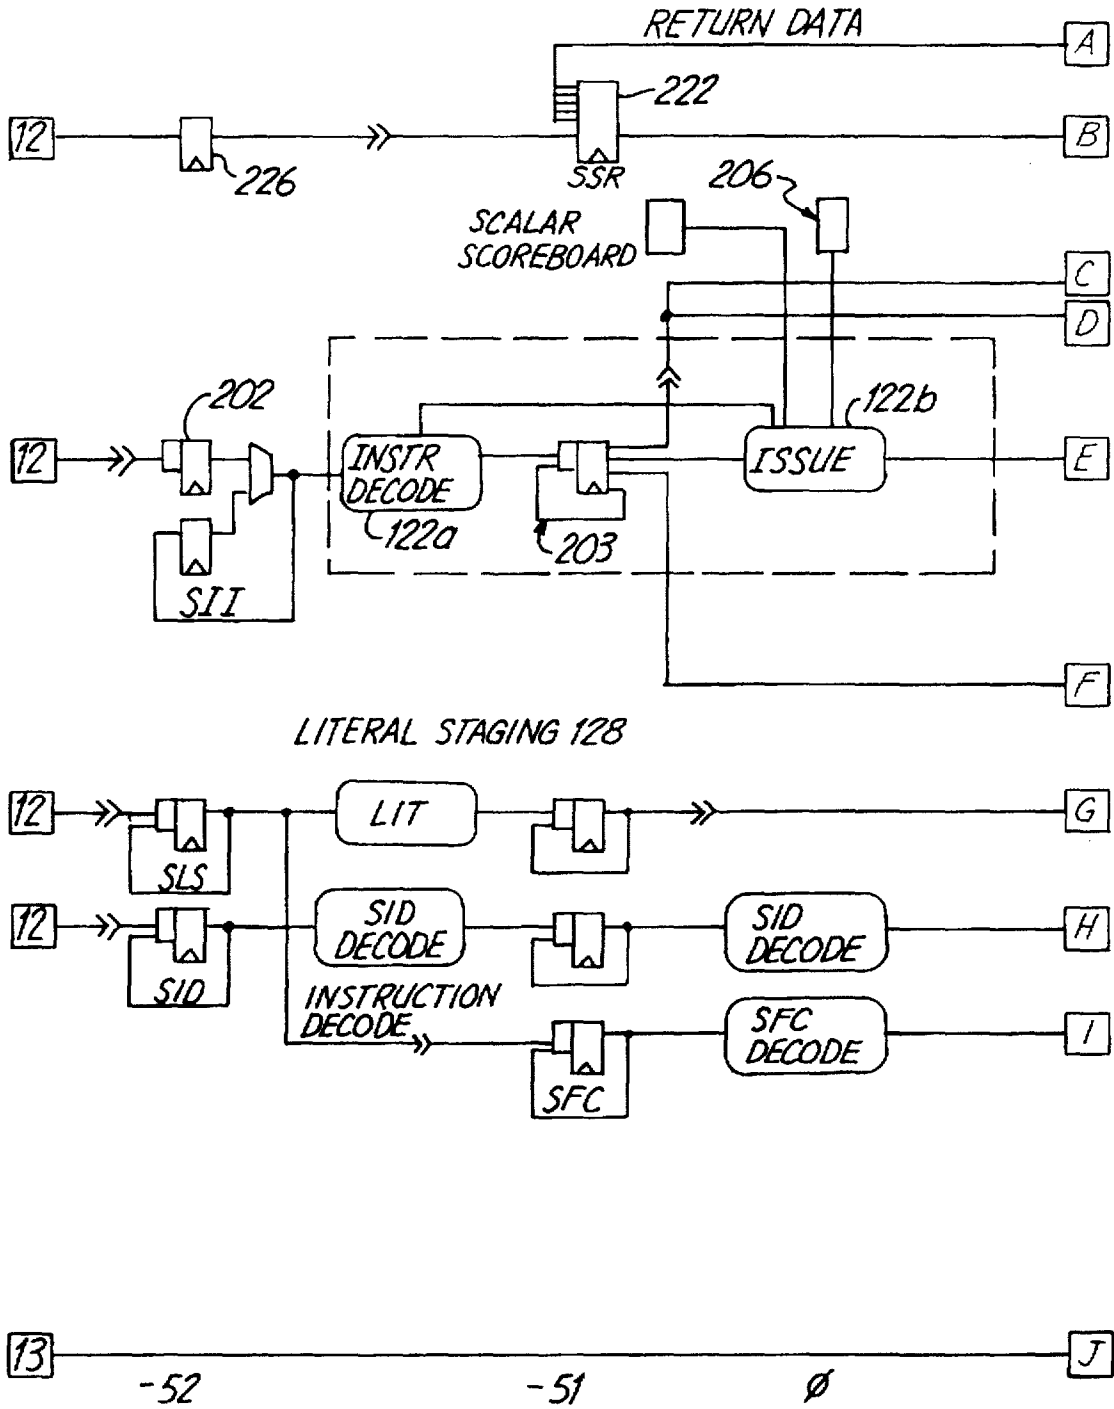 RETURN DATA
A
222
12
B
226
SSR
206
SCALAR
SCOREBOARD
C
D
202
122b
12
INSTR
DECODE
ISSUE
E
122a
203
SII
F
LITERAL STAGING 128
12
LIT
G
SLS
12
SID
DECODE
SID
DECODE
H
SID
INSTRUCTION
DECODE
SFC
DECODE
I
SFC
13
J
-52
-51
Ø